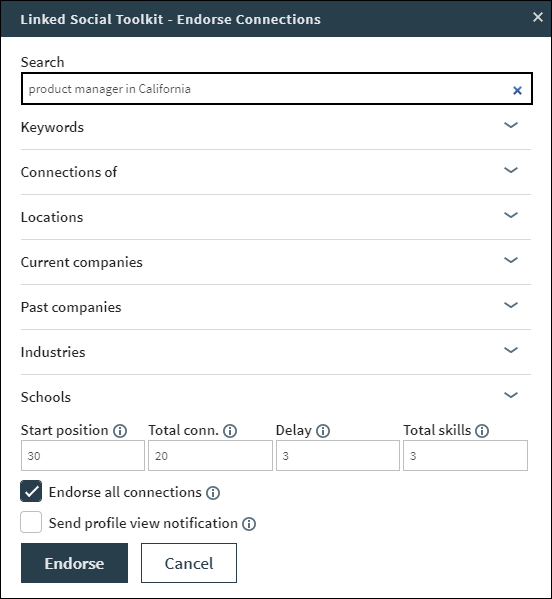 Linked Social Toolkit - Endorse Connections
Search
product manager in California
Keywords
Connections of
Locations
Current companies
Past companies
Industries
Schools
Start position Total conn. Delay Total skills
30 20 3 3
Endorse all connections
Send profile view notification
Endorse Cancel